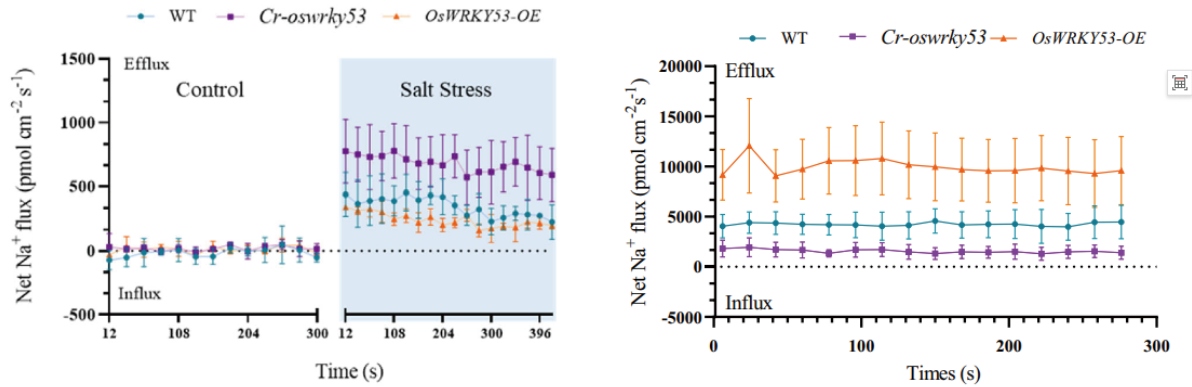 WT Cr-oswrky53 OsWRKY53-OE
Net Na+ flux (pmol cm-2 s-1)
1500
1000
500
0
-500
Efflux
Control
Salt Stress
Influx
12 108 204 300 12 108 204 300 396
Time (s)
WT Cr-oswrky53 OsWRKY53-OE
Net Na+ flux (pmol cm-2s-1)
20000
15000
10000
5000
0
-5000
Efflux
Influx
0 100 200 300
Times (s)